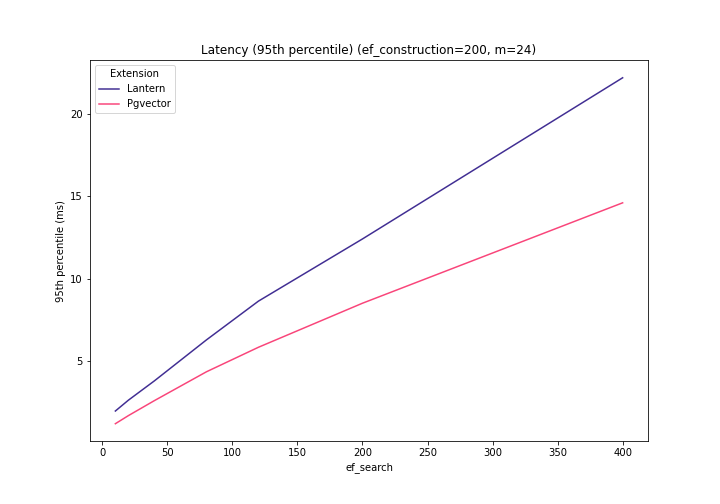 Latency (95th percentile) (ef_construction=200, m=24)
Extension
Lantern
Pgvector
95th percentile (ms)
20
15
10
5
0 50 100 150 200 250 300 350 400
ef_search